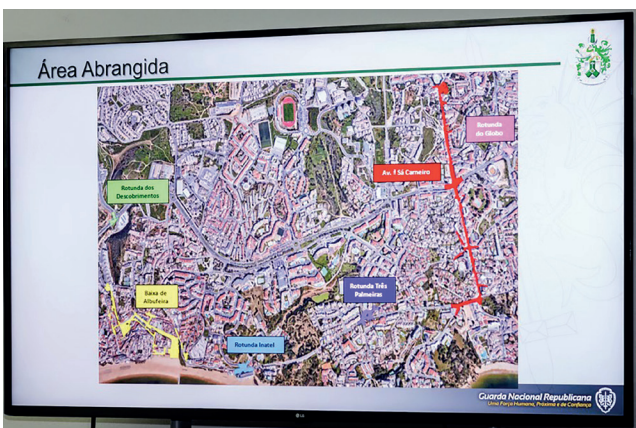 Área Abrangida
Rotunda
do Globo
Av. f Sá Carneiro
Rotunda dos
Descobrimentos
Rotunda Três
Palmeiras
Baixa de
Albufeira
Rotunda Inatel
Guarda Nacional Republicana
Uma Força Humana, Próxima e de Confiança
LG